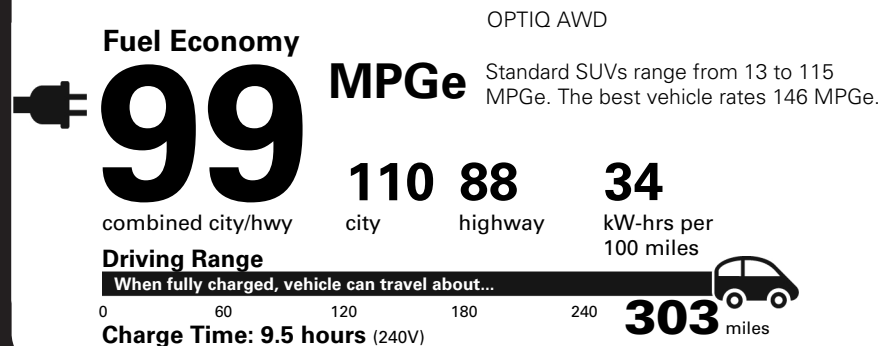 OPTIQ AWD
Fuel Economy
99 MPGe
Standard SUVs range from 13 to 115
MPGe. The best vehicle rates 146 MPGe.
110 88 34
combined city/hwy city highway kW-hrs per
100 miles
Driving Range
When fully charged, vehicle can travel about...
0 60 120 180 240 303 miles
Charge Time: 9.5 hours (240V)